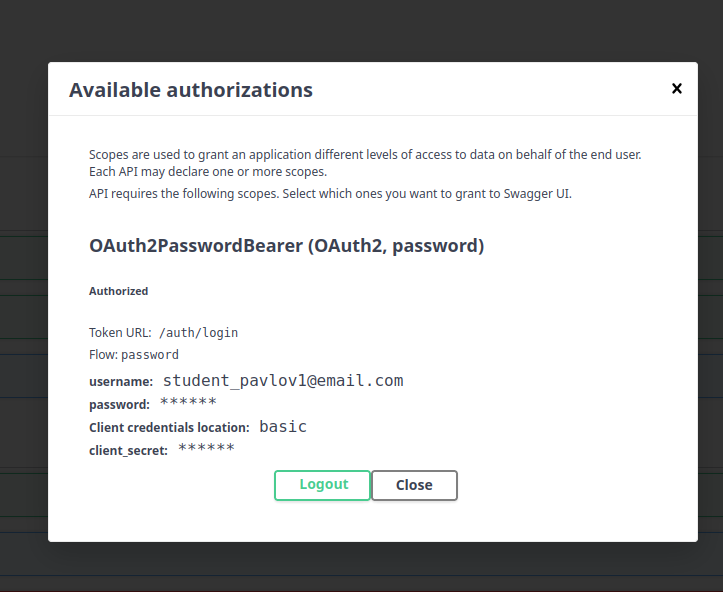 Available authorizations
Scopes are used to grant an application different levels of access to data on behalf of the end user.
Each API may declare one or more scopes.
API requires the following scopes. Select which ones you want to grant to Swagger UI.
OAuth2PasswordBearer (OAuth2, password)
Authorized
Token URL: /auth/login
Flow: password
username: student_pavlov1@email.com
password: ******
Client credentials location: basic
client_secret: ******
Logout Close